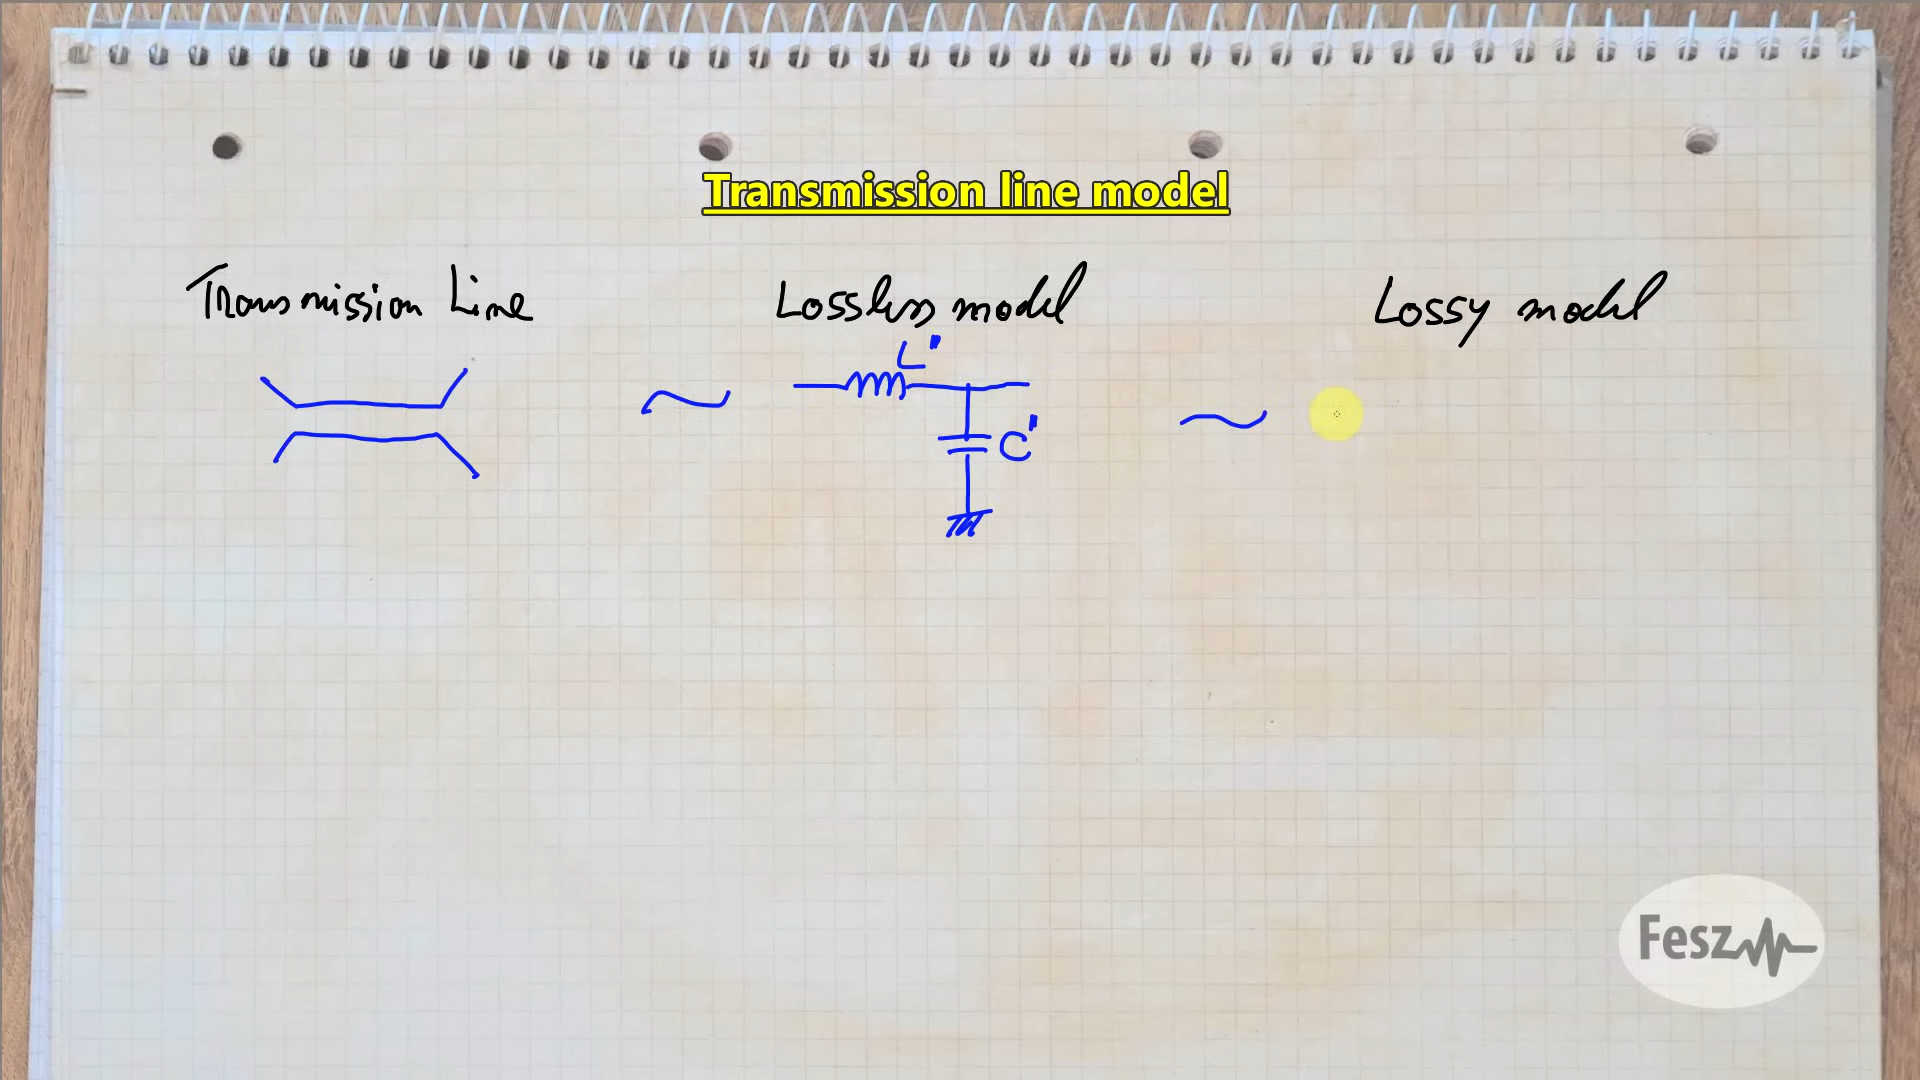 Transmission line model
Transmission Line
Lossless model
Lossy model
L"
C"
Fesz